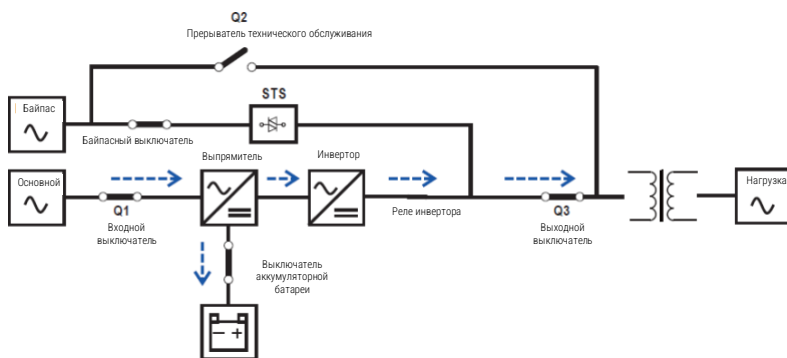 Q2
Прерыватель технического обслуживания
STS
Байпас
Байпасный выключатель
Выпрямитель
Инвертор
Основной
Нагрузка
Q1
Входной
выключатель
Реле инвертора
Q3
Выходной
выключатель
Выключатель
аккумуляторной
батареи